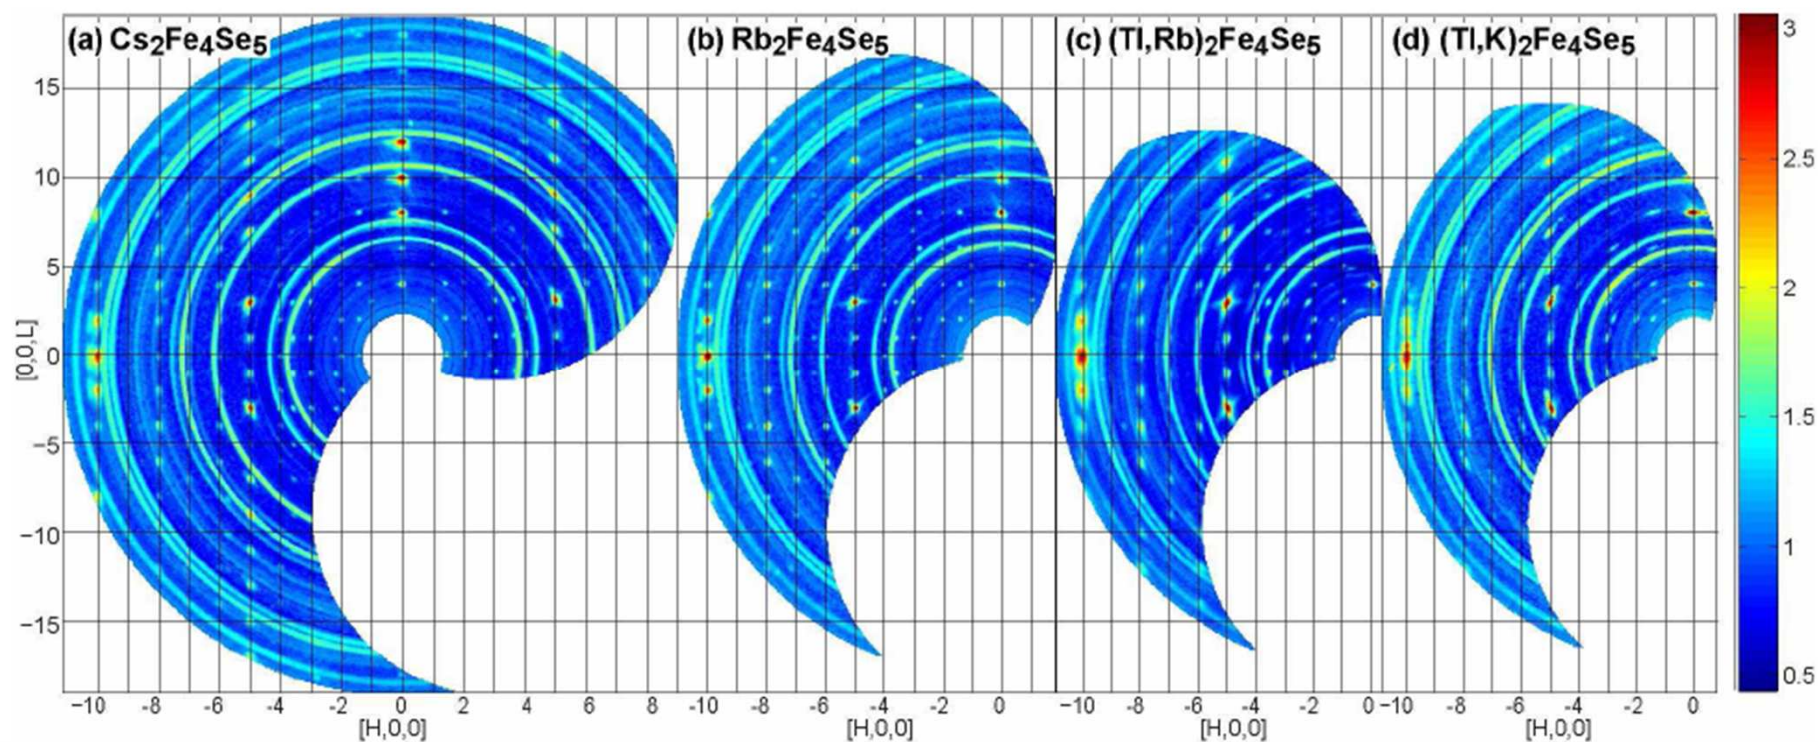 (a) Cs2Fe4Se5
(b) Rb2Fe4Se5
(c) (Tl,Rb)2Fe4Se5
(d) (Tl,K)2Fe4Se5
3
2.5
2
1.5
1
0.5
15
10
5
0
−5
−10
−15
[0,0,L]
−10 -8 -6 -4 -2 0 2 4 6 8
−10 -8 -6 -4 -2 0
−10 -8 -6 -4 -2 0
−10 -8 -6 -4 -2 0
[H,0,0]
[H,0,0]
[H,0,0]
[H,0,0]